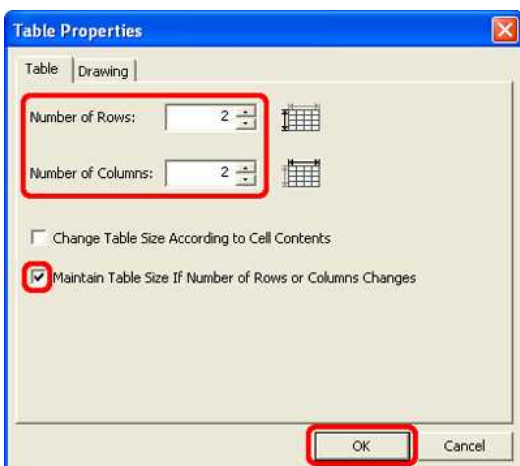 Table Properties
Table Drawing
Number of Rows: 2
Number of Columns: 2
Change Table Size According to Cell Contents
Maintain Table Size If Number of Rows or Columns Changes
OK Cancel